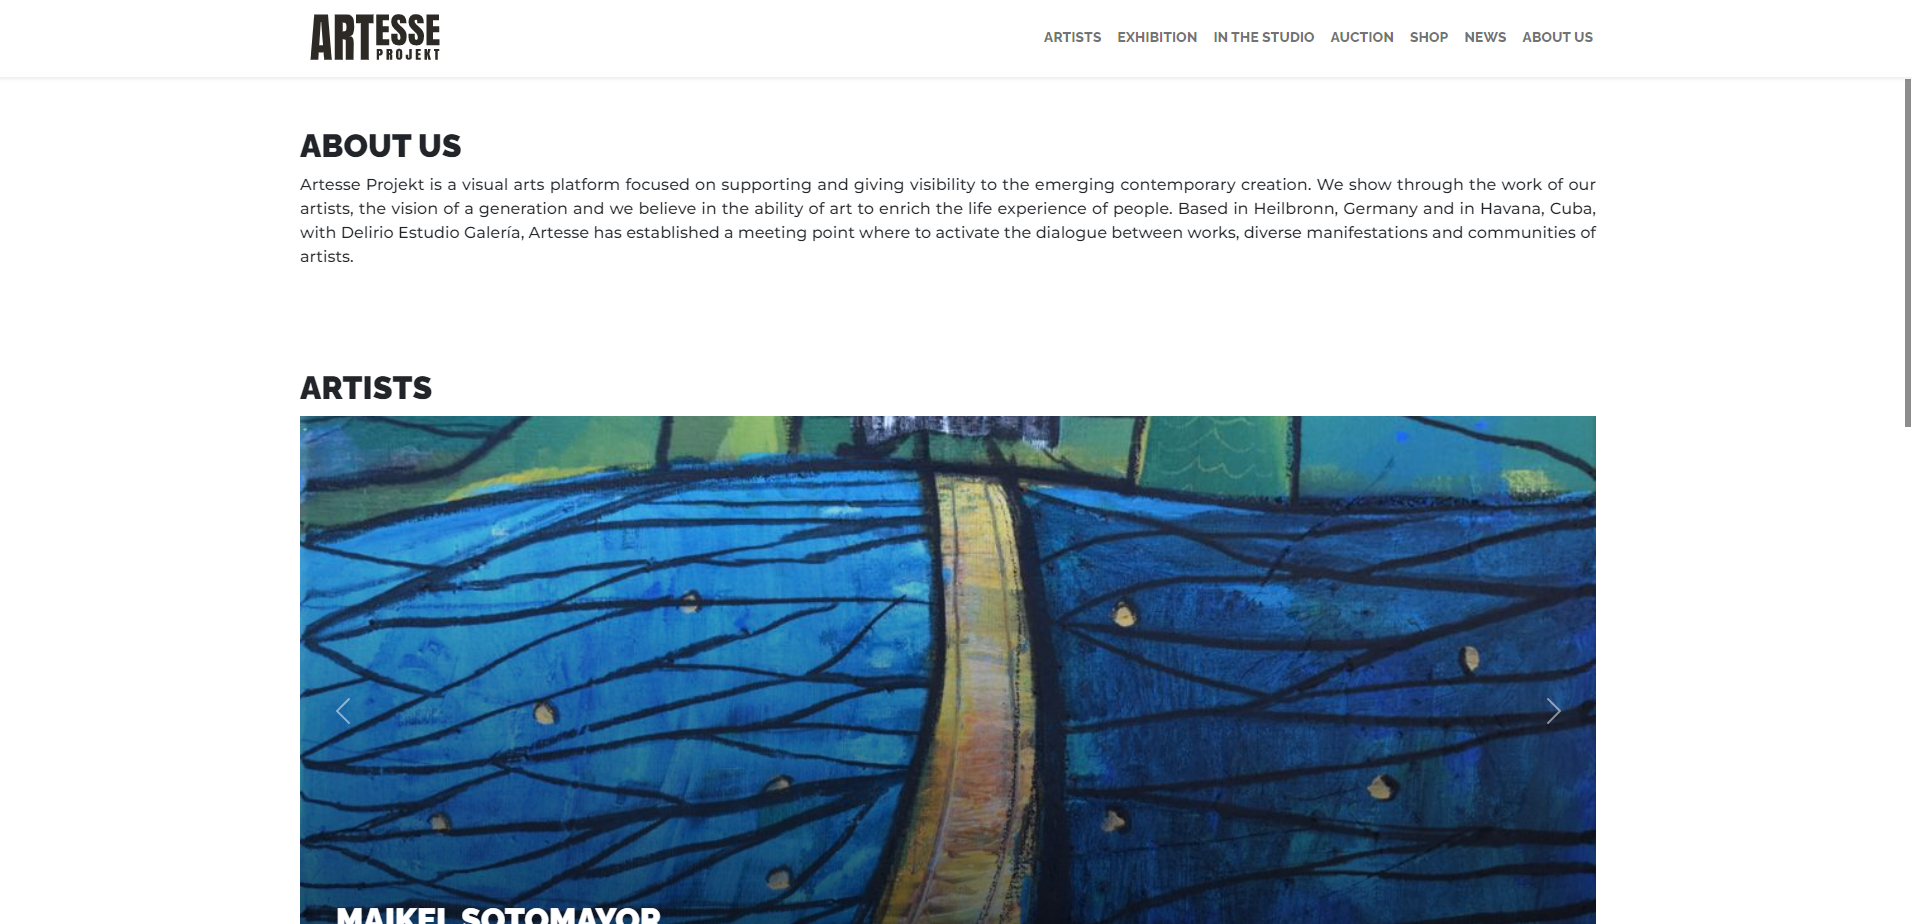 ARTESSE
PROJEKT
ARTISTS EXHIBITION IN THE STUDIO AUCTION SHOP NEWS ABOUT US
ABOUT US
Artesse Projekt is a visual arts platform focused on supporting and giving visibility to the emerging contemporary creation. We show through the work of our
artists, the vision of a generation and we believe in the ability of art to enrich the life experience of people. Based in Heilbronn, Germany and in Havana, Cuba,
with Delirio Estudio Galería, Artesse has established a meeting point where to activate the dialogue between works, diverse manifestations and communities of
artists.
ARTISTS
MAIKEL SOTOMAYOR